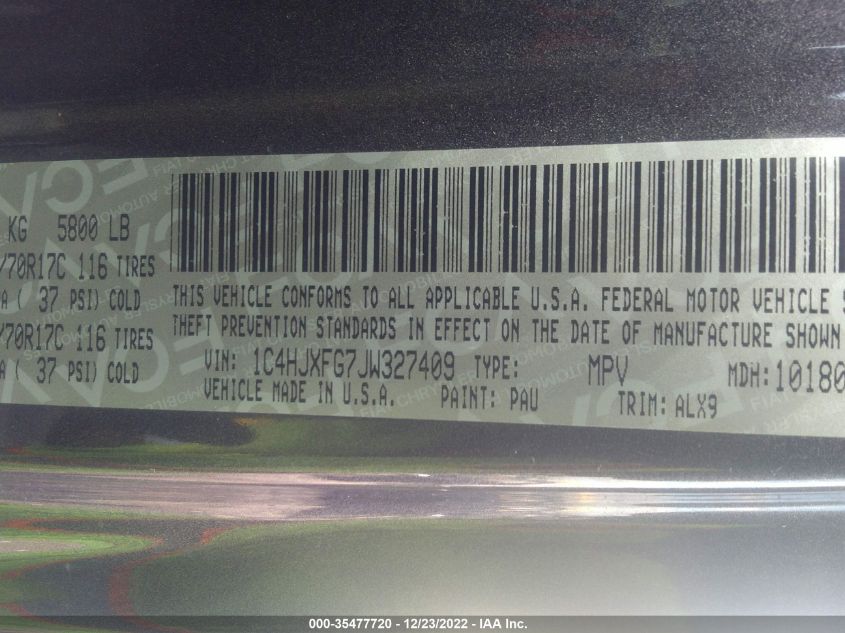 KG 5800 LB
/70R17C 116 TIRES
A ( 37 PSI) COLD
/70R17C 116 TIRES
A ( 37 PSI) COLD
THIS VEHICLE CONFORMS TO ALL APPLICABLE U.S.A. FEDERAL MOTOR VEHICLE S
THEFT PREVENTION STANDARDS IN EFFECT ON THE DATE OF MANUFACTURE SHOWN
VIN: 1C4HJXFG7JW327409 TYPE: MPV MDH: 10180
VEHICLE MADE IN U.S.A. PAINT: PAU TRIM: ALX9
000-35477720 - 12/23/2022 - IAA Inc.